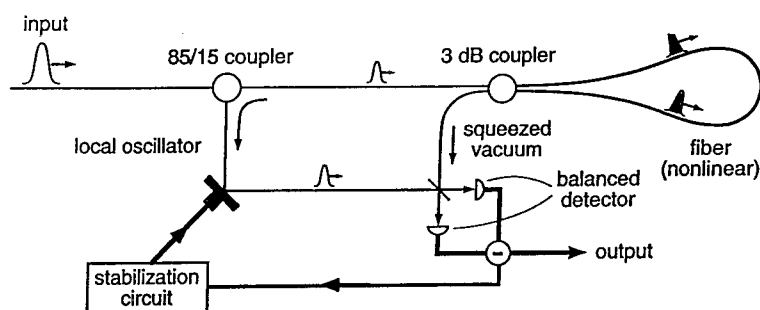 input
85/15 coupler
3 dB coupler
local oscillator
squeezed
vacuum
fiber
(nonlinear)
balanced
detector
-
output
stabilization
circuit